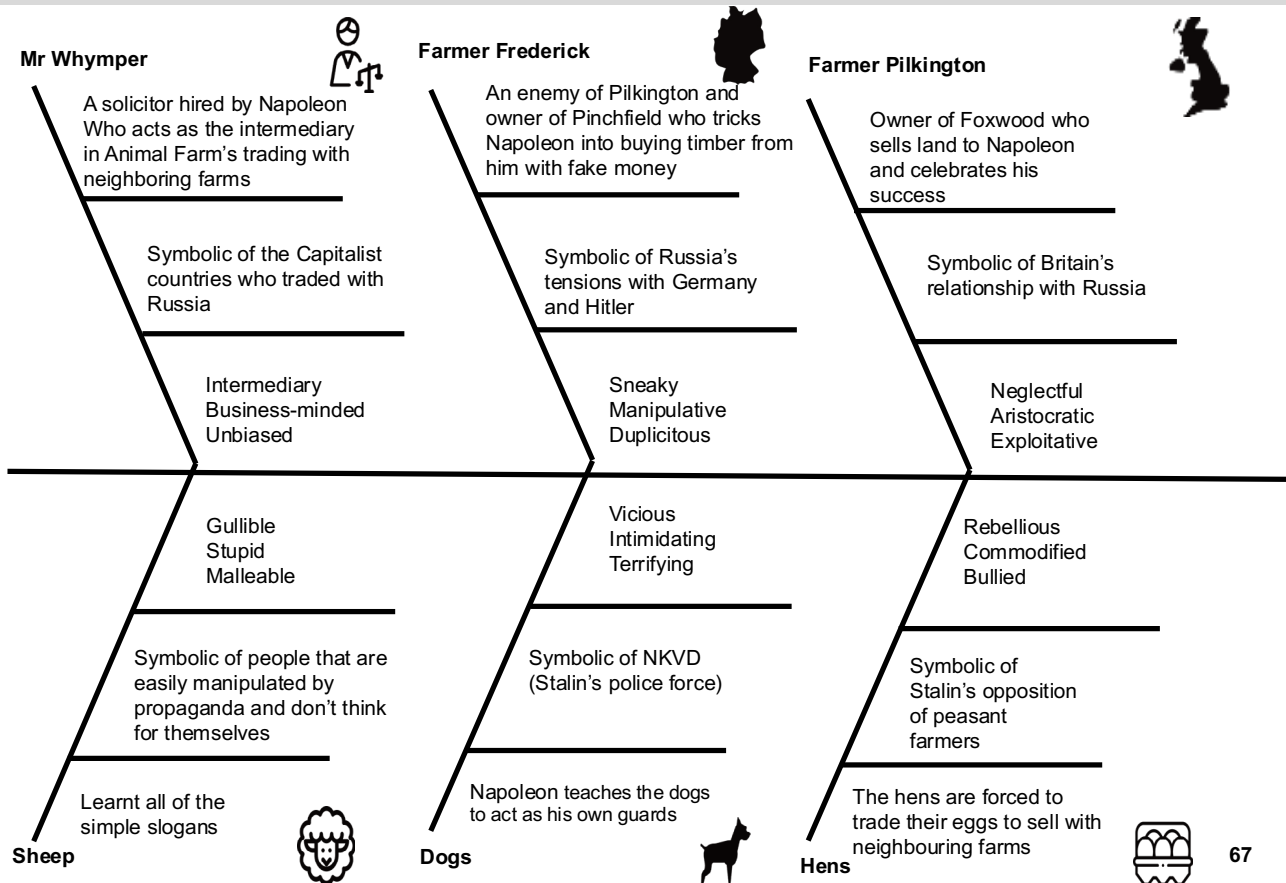 Mr Whymper
A solicitor hired by Napoleon
Who acts as the intermediary
in Animal Farm's trading with
neighboring farms
Symbolic of the Capitalist
countries who traded with
Russia
Intermediary
Business-minded
Unbiased
Farmer Frederick
An enemy of Pilkington and
owner of Pinchfield who tricks
Napoleon into buying timber from
him with fake money
Symbolic of Russia's
tensions with Germany
and Hitler
Sneaky
Manipulative
Duplicitous
Farmer Pilkington
Owner of Foxwood who
sells land to Napoleon
and celebrates his
success
Symbolic of Britain's
relationship with Russia
Neglectful
Aristocratic
Exploitative
Gullible
Stupid
Malleable
Symbolic of people that are
easily manipulated by
propaganda and don't think
for themselves
Learnt all of the
simple slogans
Sheep
Vicious
Intimidating
Terrifying
Symbolic of NKVD
(Stalin's police force)
Napoleon teaches the dogs
to act as his own guards
Dogs
Rebellious
Commodified
Bullied
Symbolic of
Stalin's opposition
of peasant
farmers
The hens are forced to
trade their eggs to sell with
neighbouring farms
Hens
67